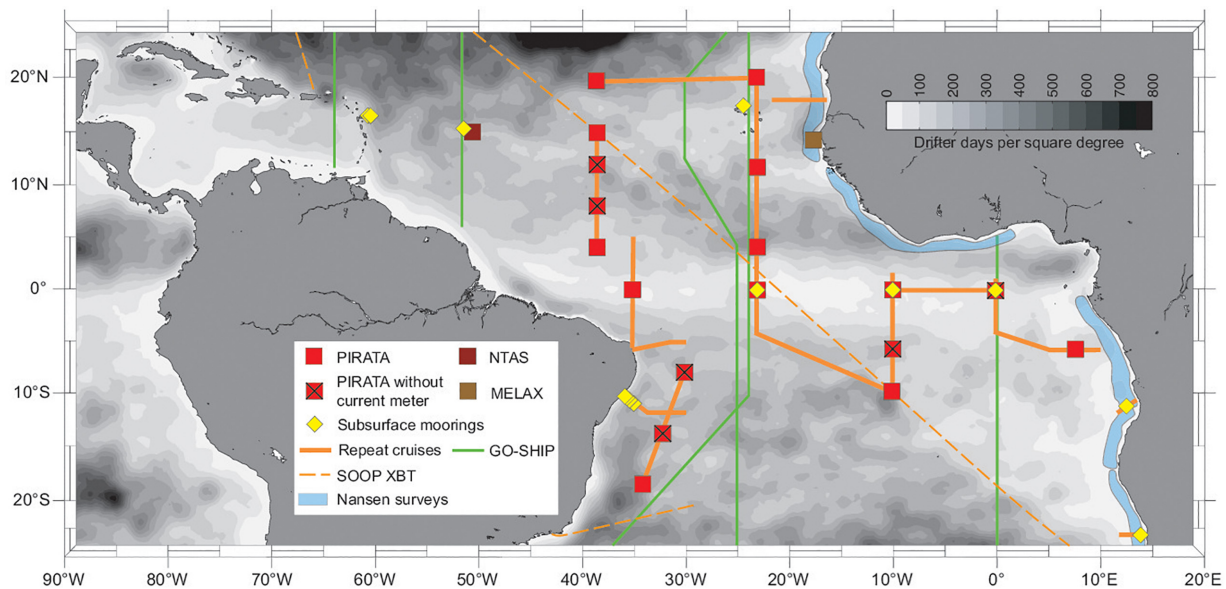 20°N
10°N
0°
10°S
20°S
0
100
200
300
400
500
600
700
800
Drifter days per square degree
PIRATA
NTAS
PIRATA without
current meter
MELAX
Subsurface moorings
Repeat cruises
GO-SHIP
SOOP XBT
Nansen surveys
90°W 80°W 70°W 60°W 50°W 40°W 30°W 20°W 10°W 0° 10°E 20°E